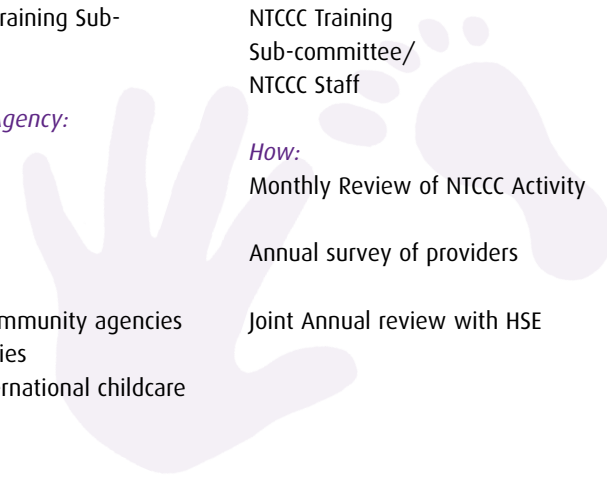 raining Sub-
gency:
mmunity agencies
ies
ernational childcare
NTCCC Training
Sub-committee/
NTCCC Staff
How:
Monthly Review of NTCCC Activity
Annual survey of providers
Joint Annual review with HSE